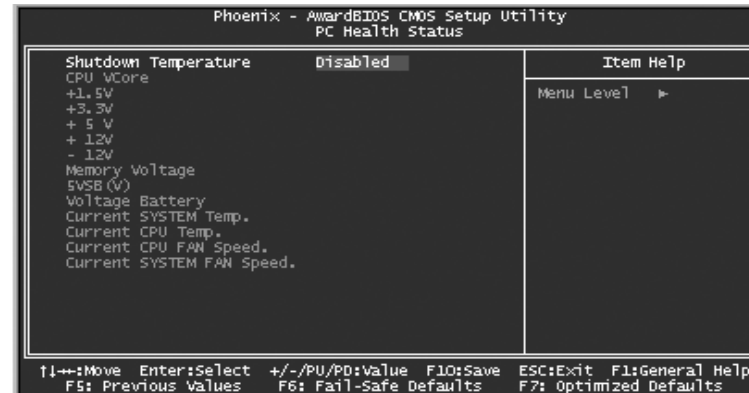 Phoenix - AwardBIOS CMOS Setup Utility
PC Health Status
Shutdown Temperature Disabled
CPU VCore
+1.5V
+3.3V
+ 5 V
+ 12V
- 12V
Memory Voltage
5VSB(V)
Voltage Battery
Current SYSTEM Temp.
Current CPU Temp.
Current CPU FAN Speed.
Current SYSTEM FAN Speed.
Item Help
Menu Level ►
↑↓↔:Move Enter:Select +/-/PU/PD:Value F10:Save ESC:Exit F1:General Help
F5: Previous Values F6: Fail-Safe Defaults F7: Optimized Defaults